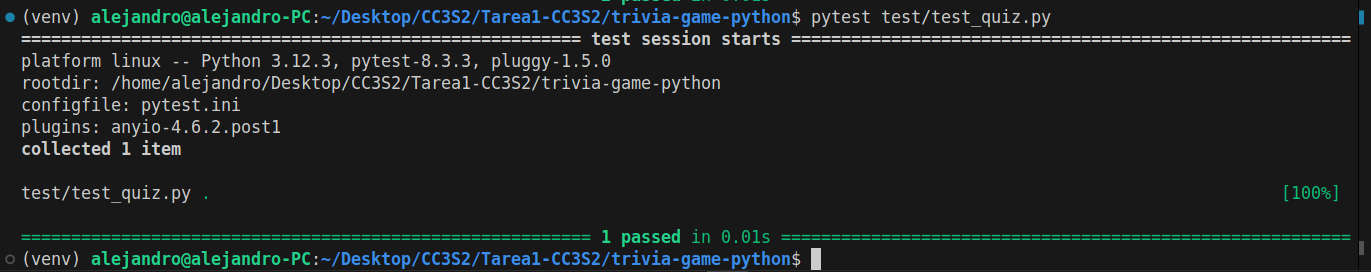 (venv) alejandro@alejandro-PC:~/Desktop/CC3S2/Tarea1-CC3S2/trivia-game-python$ pytest test/test_quiz.py
======================================================== test session starts ========================================================
platform linux -- Python 3.12.3, pytest-8.3.3, pluggy-1.5.0
rootdir: /home/alejandro/Desktop/CC3S2/Tarea1-CC3S2/trivia-game-python
configfile: pytest.ini
plugins: anyio-4.6.2.post1
collected 1 item
test/test_quiz.py . [100%]
========================================================= 1 passed in 0.01s =========================================================
(venv) alejandro@alejandro-PC:~/Desktop/CC3S2/Tarea1-CC3S2/trivia-game-python$